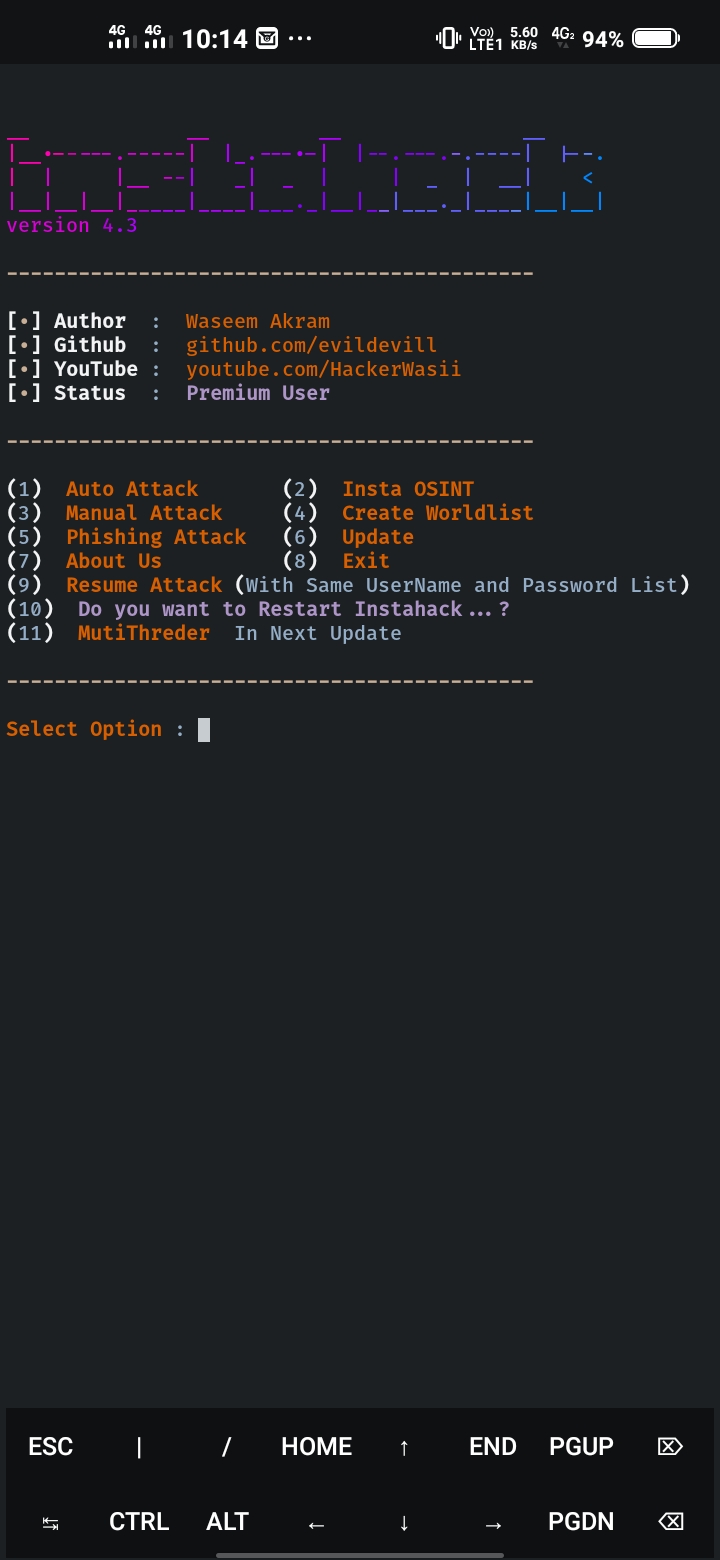 4G 4G 10:14 ... Vo)) LTE1 5.60 KB/s 4G2 94%
version 4.3
--------------------------------------------
[•] Author : Waseem Akram
[•] Github : github.com/evildevill
[•] YouTube : youtube.com/HackerWasii
[•] Status : Premium User
--------------------------------------------
(1) Auto Attack (2) Insta OSINT
(3) Manual Attack (4) Create Worldlist
(5) Phishing Attack (6) Update
(7) About Us (8) Exit
(9) Resume Attack (With Same UserName and Password List)
(10) Do you want to Restart Instahack...?
(11) MutiThreder In Next Update
--------------------------------------------
Select Option :
ESC | / HOME ↑ END PGUP ⌦
↹ CTRL ALT ← ↓ → PGDN ⌫